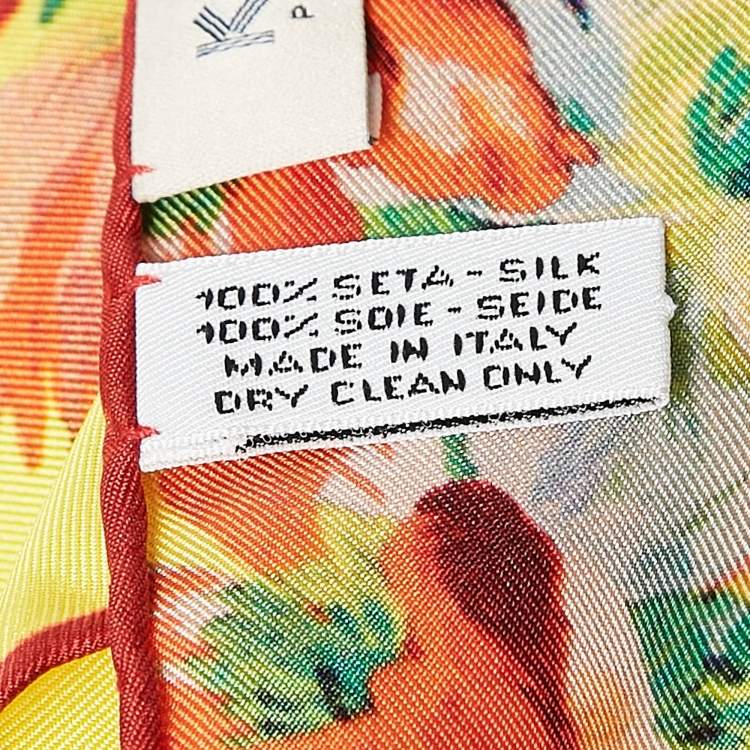 K
P
100% SETA - SILK
100% SOIE - SEIDE
MADE IN ITALY
DRY CLEAN ONLY